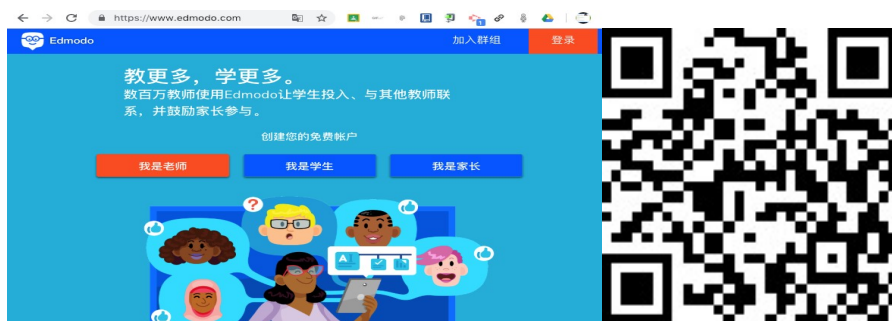 https://www.edmodo.com
Edmodo
加入群组
登录
教更多，学更多。
数百万教师使用Edmodo让学生投入、与其他教师联
系，并鼓励家长参与。
创建您的免费帐户
我是老师
我是学生
我是家长
?
A